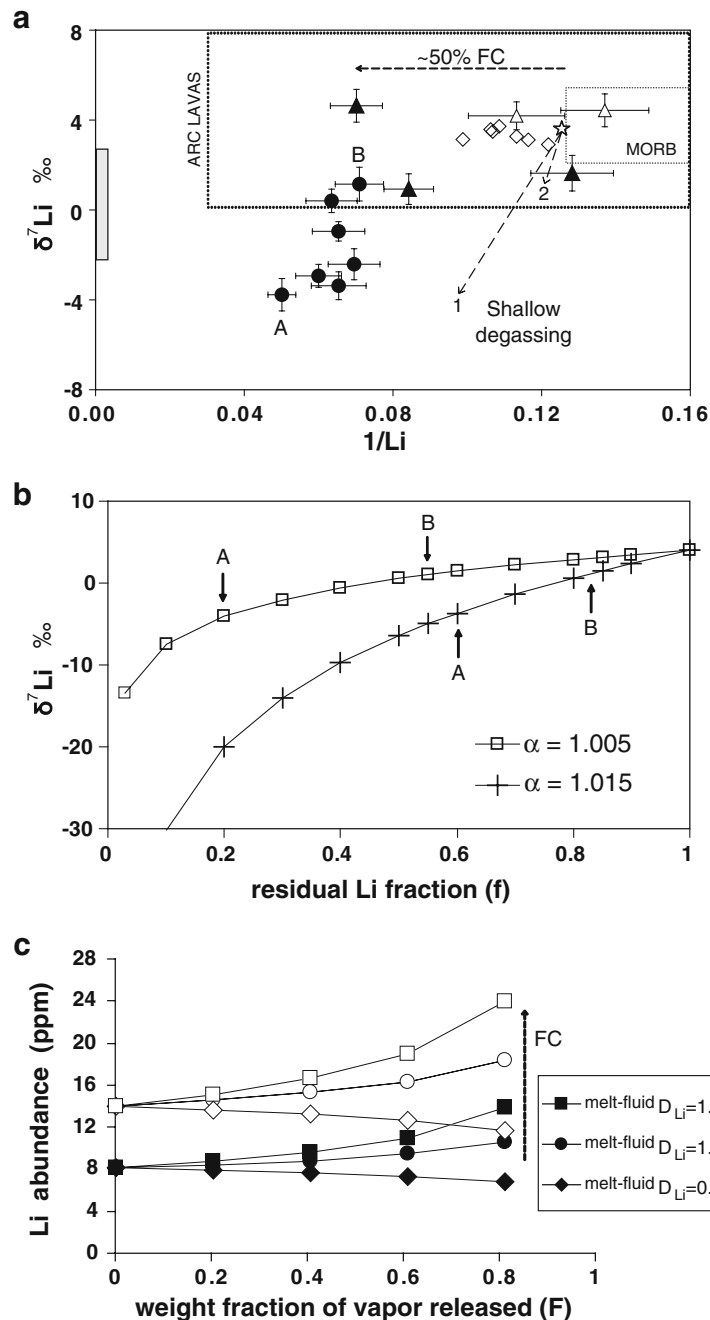 a
8
4
0
-4
-8
δ⁷Li ‰
ARC LAVAS
~50% FC
MORB
B
A
2
1
Shallow
degassing
0.00
0.04
0.08
0.12
0.16
1/Li
b
10
0
-10
-20
-30
δ⁷Li ‰
A
B
A
B
α = 1.005
α = 1.015
0
0.2
0.4
0.6
0.8
1
residual Li fraction (f)
c
28
24
20
16
12
8
4
0
Li abundance (ppm)
FC
melt-fluid D Li=1.
melt-fluid D Li=1.
melt-fluid D Li=0.
0
0.2
0.4
0.6
0.8
1
weight fraction of vapor released (F)